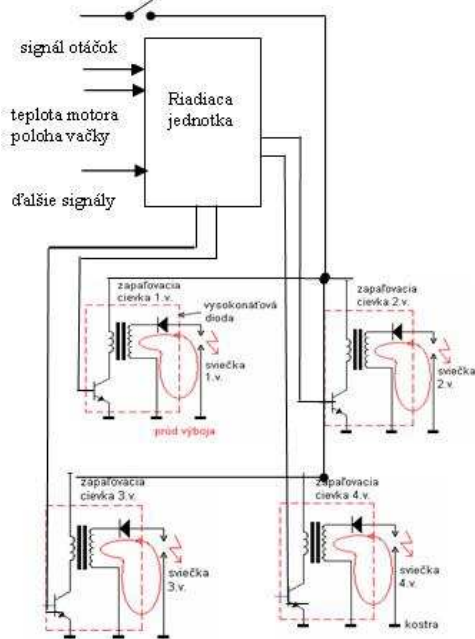 signál otáčok
teplota motora
poloha vačky
ďalšie signály
Riadiaca
jednotka
zapaľovacia
cievka 1.v.
vysokonaťová
dioda
sviečka
1.v.
prúd výboja
zapaľovacia
cievka 2.v.
sviečka
2.v.
zapaľovacia
cievka 3.v.
sviečka
3.v.
zapaľovacia
cievka 4.v.
sviečka
4.v.
kostra